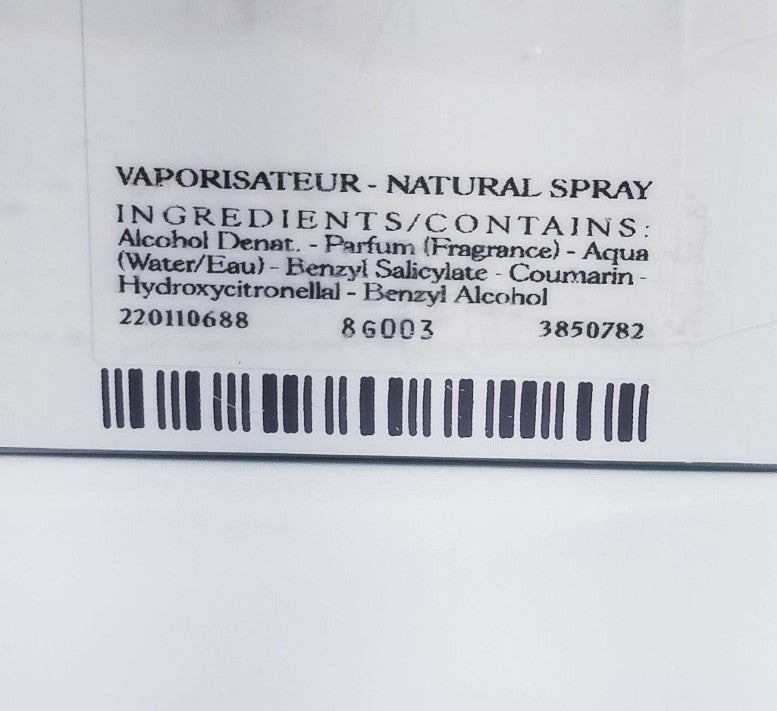 VAPORISATEUR - NATURAL SPRAY
INGREDIENTS/CONTAINS:
Alcohol Denat. - Parfum (Fragrance) - Aqua
(Water/Eau) - Benzyl Salicylate - Coumarin -
Hydroxycitronellal - Benzyl Alcohol
220110688 8G003 3850782